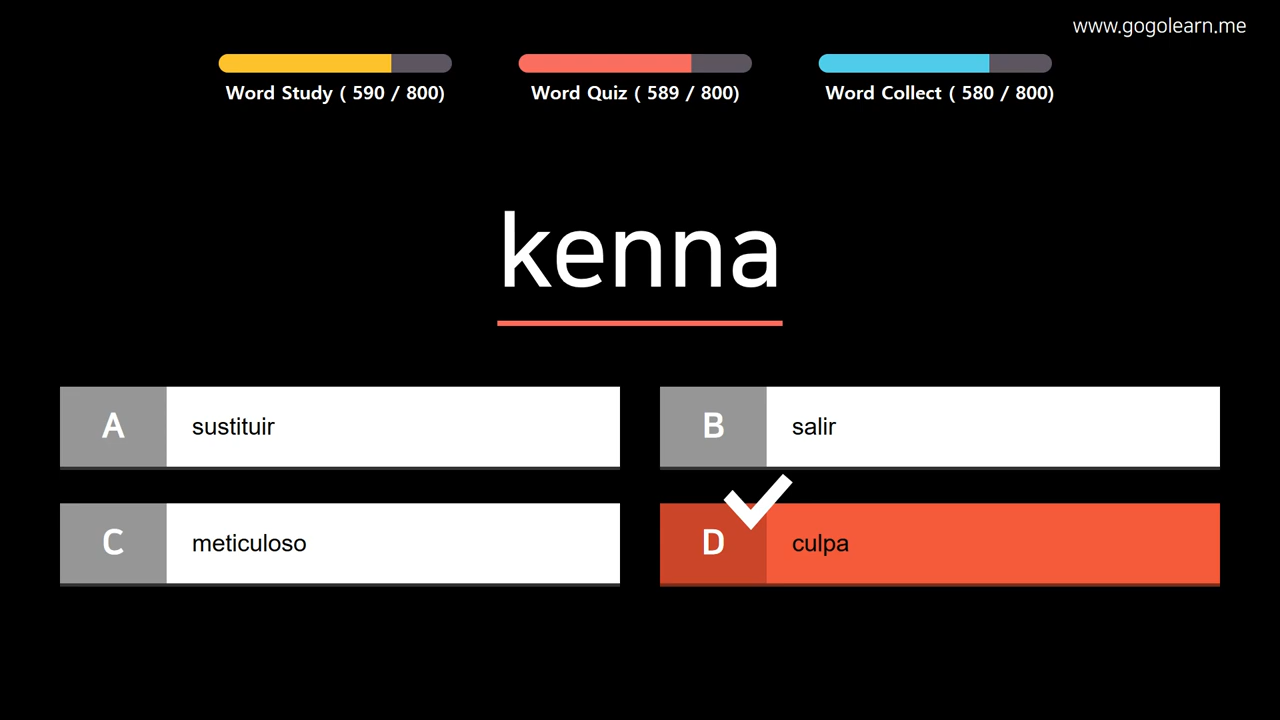 www.gogolearn.me
Word Study ( 590 / 800)
Word Quiz ( 589 / 800)
Word Collect ( 580 / 800)
kenna
A sustituir
B salir
C meticuloso
D culpa